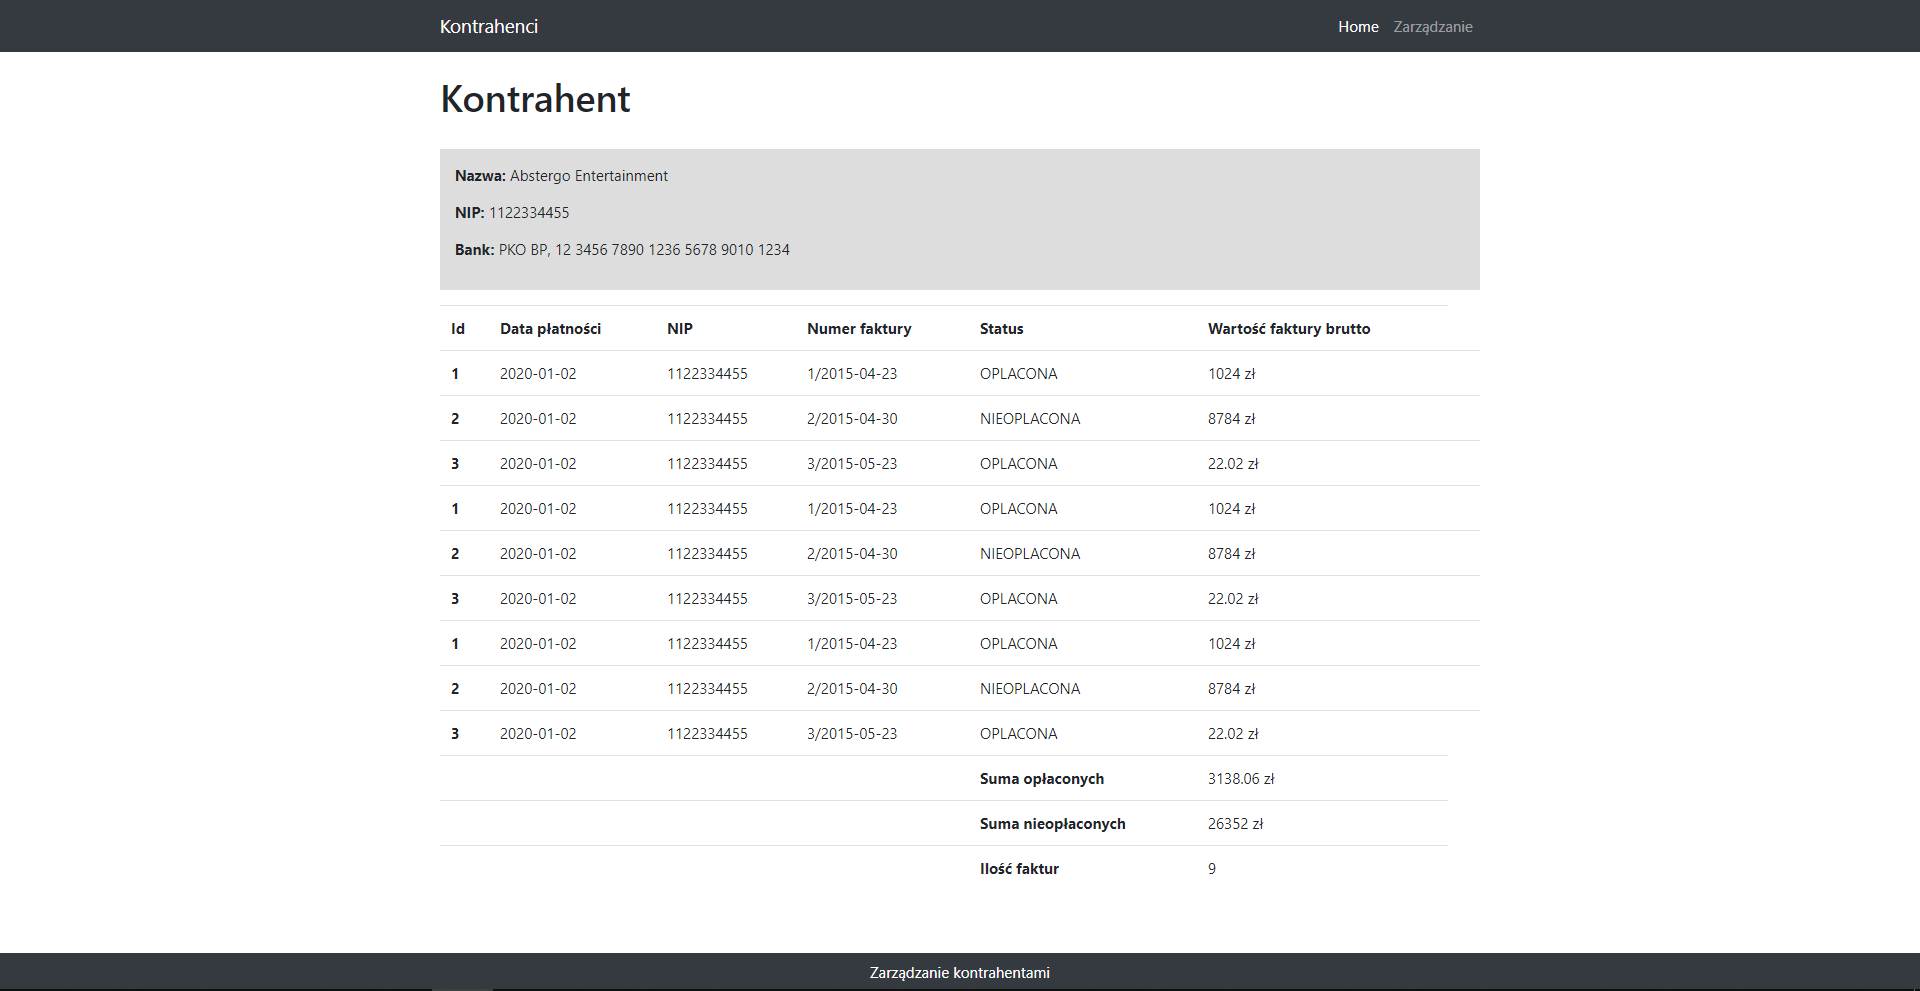 Kontrahenci Home Zarządzanie
Kontrahent
Nazwa: Abstergo Entertainment
NIP: 1122334455
Bank: PKO BP, 12 3456 7890 1236 5678 9010 1234
Id Data płatności NIP Numer faktury Status Wartość faktury brutto
1 2020-01-02 1122334455 1/2015-04-23 OPLACONA 1024 zł
2 2020-01-02 1122334455 2/2015-04-30 NIEOPLACONA 8784 zł
3 2020-01-02 1122334455 3/2015-05-23 OPLACONA 22.02 zł
1 2020-01-02 1122334455 1/2015-04-23 OPLACONA 1024 zł
2 2020-01-02 1122334455 2/2015-04-30 NIEOPLACONA 8784 zł
3 2020-01-02 1122334455 3/2015-05-23 OPLACONA 22.02 zł
1 2020-01-02 1122334455 1/2015-04-23 OPLACONA 1024 zł
2 2020-01-02 1122334455 2/2015-04-30 NIEOPLACONA 8784 zł
3 2020-01-02 1122334455 3/2015-05-23 OPLACONA 22.02 zł
Suma opłaconych 3138.06 zł
Suma nieopłaconych 26352 zł
Ilość faktur 9
Zarządzanie kontrahentami